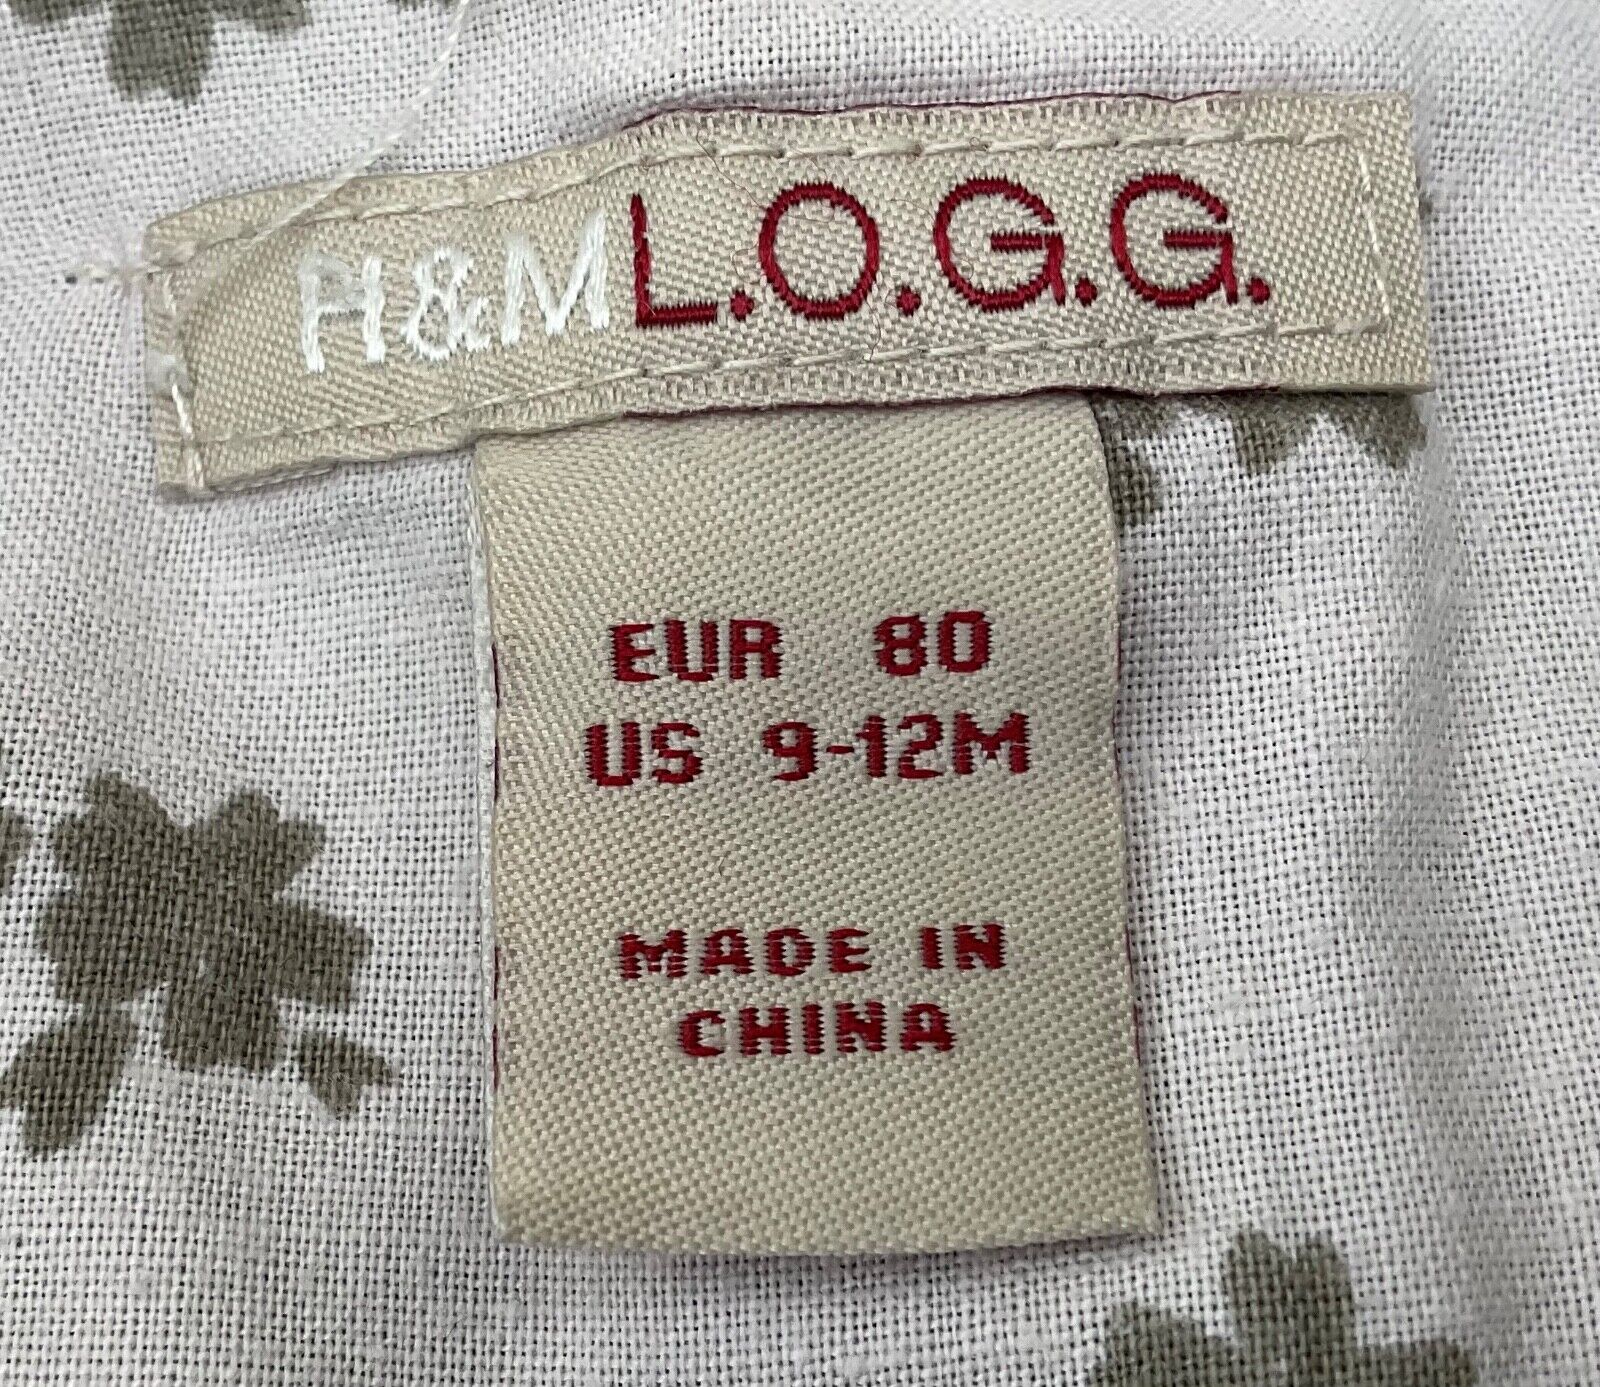 H&M L.O.G.G.
EUR 80
US 9-12M
MADE IN
CHINA